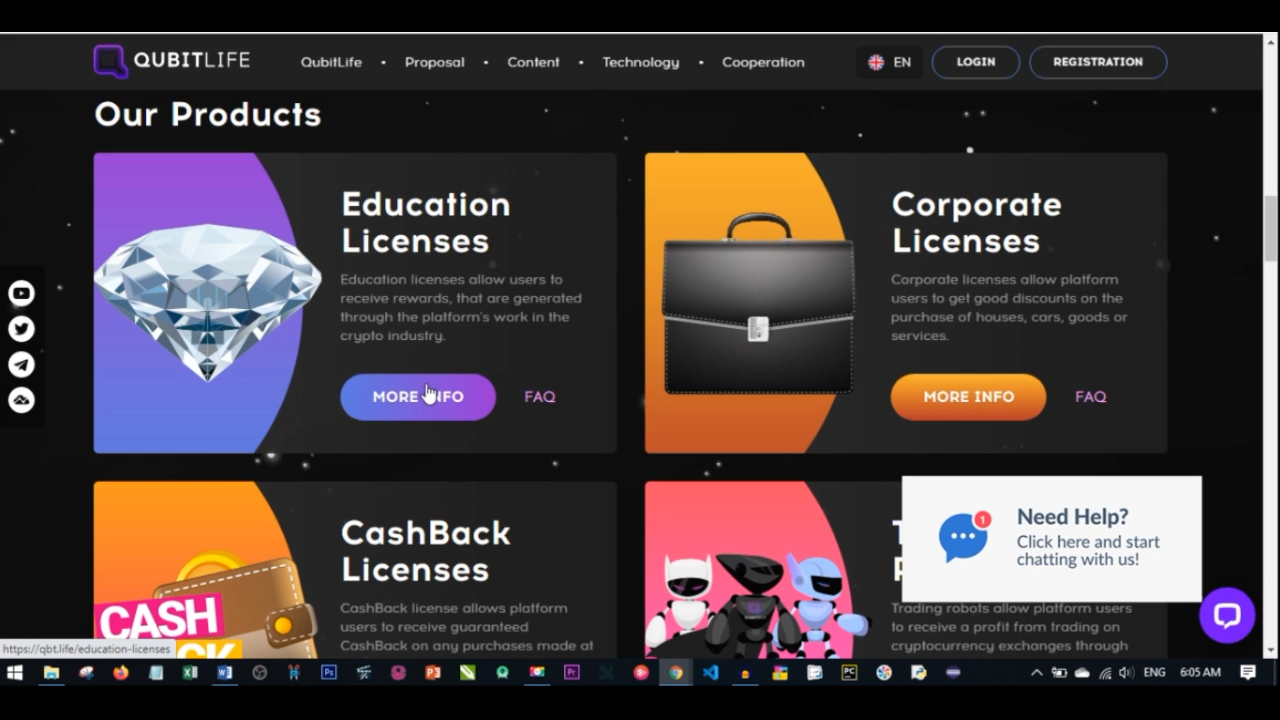 QUBITLIFE
QubitLife • Proposal • Content • Technology • Cooperation
EN
LOGIN
REGISTRATION
Our Products
Education
Licenses
Education licenses allow users to
receive rewards, that are generated
through the platform's work in the
crypto industry.
MORE INFO
FAQ
Corporate
Licenses
Corporate licenses allow platform
users to get good discounts on the
purchase of houses, cars, goods or
services.
MORE INFO
FAQ
CASH
CashBack
Licenses
CashBack license allows platform
users to receive guaranteed
CashBack on any purchases made at
Trading robots allow platform users
to receive a profit from trading on
cryptocurrency exchanges through
1
Need Help?
Click here and start
chatting with us!
https://qbt.life/education-licenses
ENG
6:05 AM